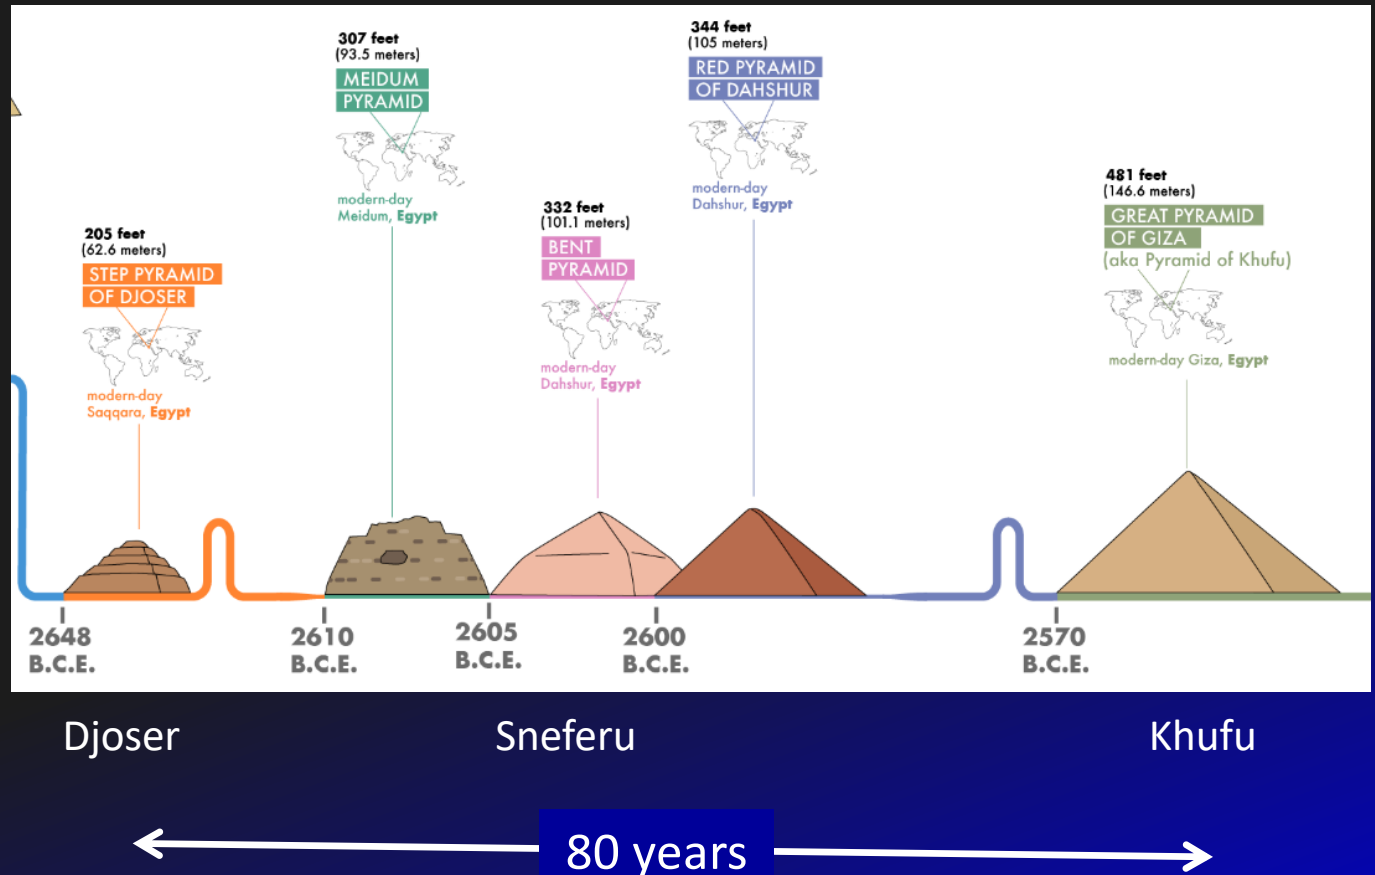 205 feet
(62.6 meters)
STEP PYRAMID
OF DJOSER
modern-day
Saqqara, Egypt
307 feet
(93.5 meters)
MEIDUM
PYRAMID
modern-day
Meidum, Egypt
332 feet
(101.1 meters)
BENT
PYRAMID
modern-day
Dahshur, Egypt
344 feet
(105 meters)
RED PYRAMID
OF DAHSHUR
modern-day
Dahshur, Egypt
481 feet
(146.6 meters)
GREAT PYRAMID
OF GIZA
(aka Pyramid of Khufu)
modern-day Giza, Egypt
2648
B.C.E.
2610
B.C.E.
2605
B.C.E.
2600
B.C.E.
2570
B.C.E.
Djoser
Sneferu
Khufu
80 years